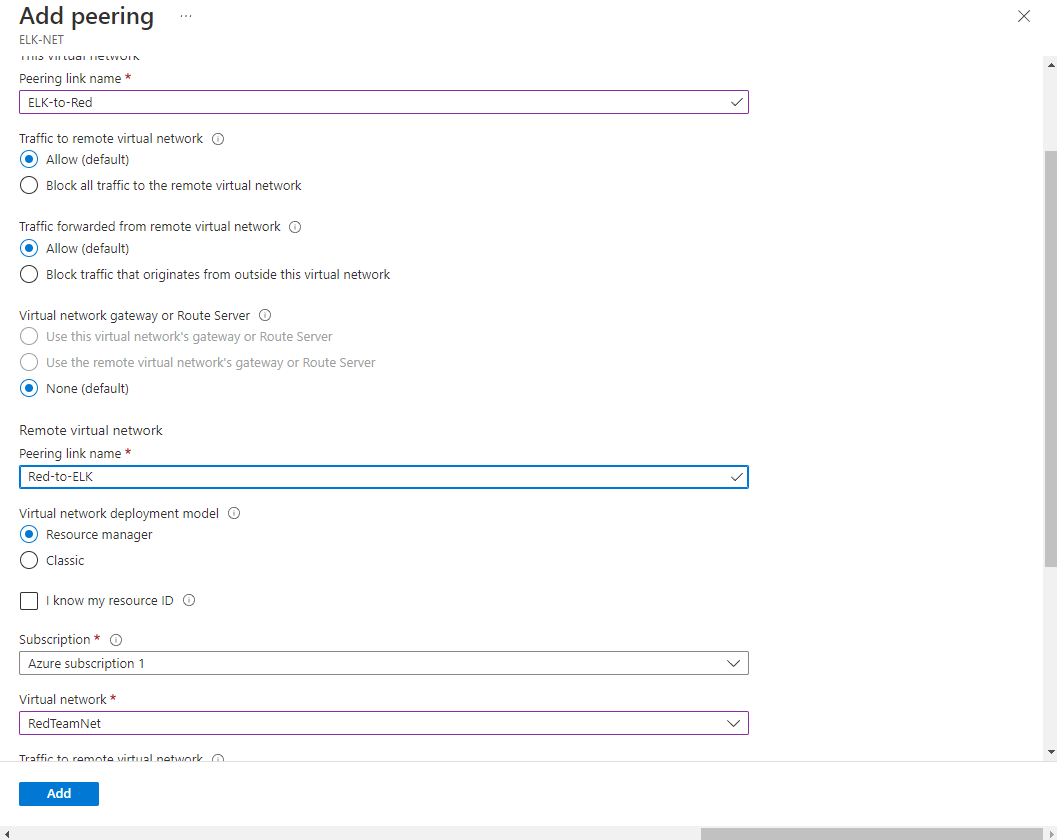 Add peering ...
ELK-NET
This virtual network
Peering link name *
ELK-to-Red
Traffic to remote virtual network
Allow (default)
Block all traffic to the remote virtual network
Traffic forwarded from remote virtual network
Allow (default)
Block traffic that originates from outside this virtual network
Virtual network gateway or Route Server
Use this virtual network's gateway or Route Server
Use the remote virtual network's gateway or Route Server
None (default)
Remote virtual network
Peering link name *
Red-to-ELK
Virtual network deployment model
Resource manager
Classic
I know my resource ID
Subscription *
Azure subscription 1
Virtual network *
RedTeamNet
Traffic to remote virtual network
Add